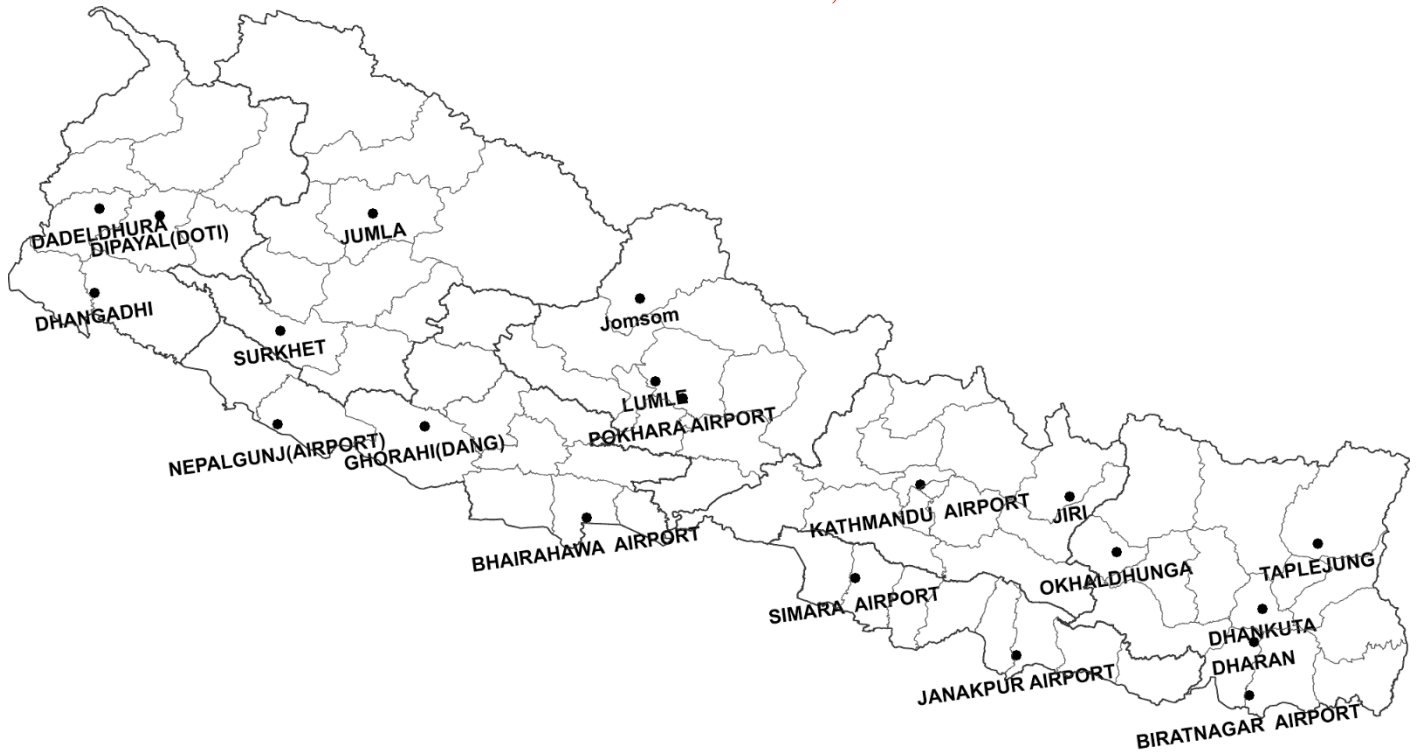 DADELDHURA
DIPAYAL(DOTI)
JUMLA
DHANGADHI
Jomsom
SURKHET
LUMLE
POKHARA AIRPORT
NEPALGUNJ(AIRPORT)
GHORAHI(DANG)
KATHMANDU AIRPORT
JIRI
BHAIRAHAWA AIRPORT
OKHALDHUNGA
TAPLEJUNG
SIMARA AIRPORT
DHANKUTA
DHARAN
JANAKPUR AIRPORT
BIRATNAGAR AIRPORT